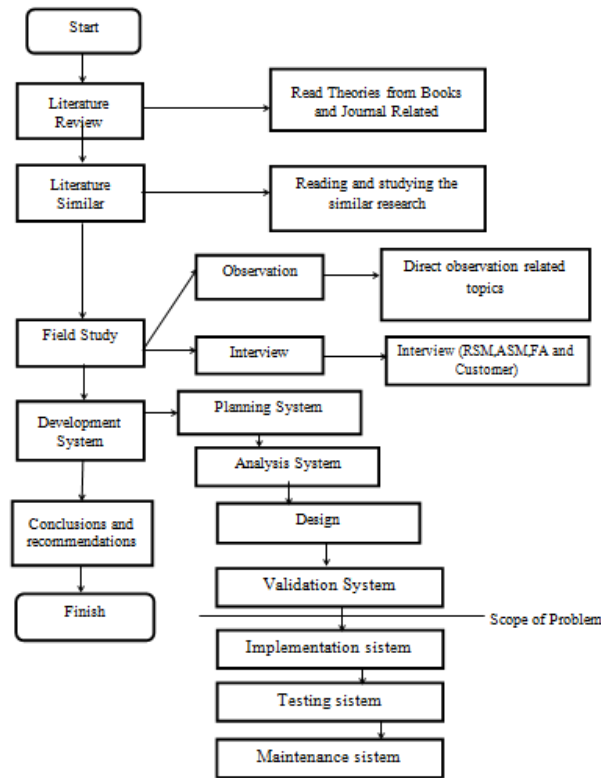 Start
Literature
Review
Read Theories from Books
and Journal Related
Literature
Similar
Reading and studying the
similar research
Observation
Direct observation related
topics
Field Study
Interview
Interview (RSM,ASM,FA and
Customer)
Development
System
Planning System
Analysis System
Conclusions and
recommendations
Design
Validation System
Finish
Scope of Problem
Implementation sistem
Testing sistem
Maintenance sistem